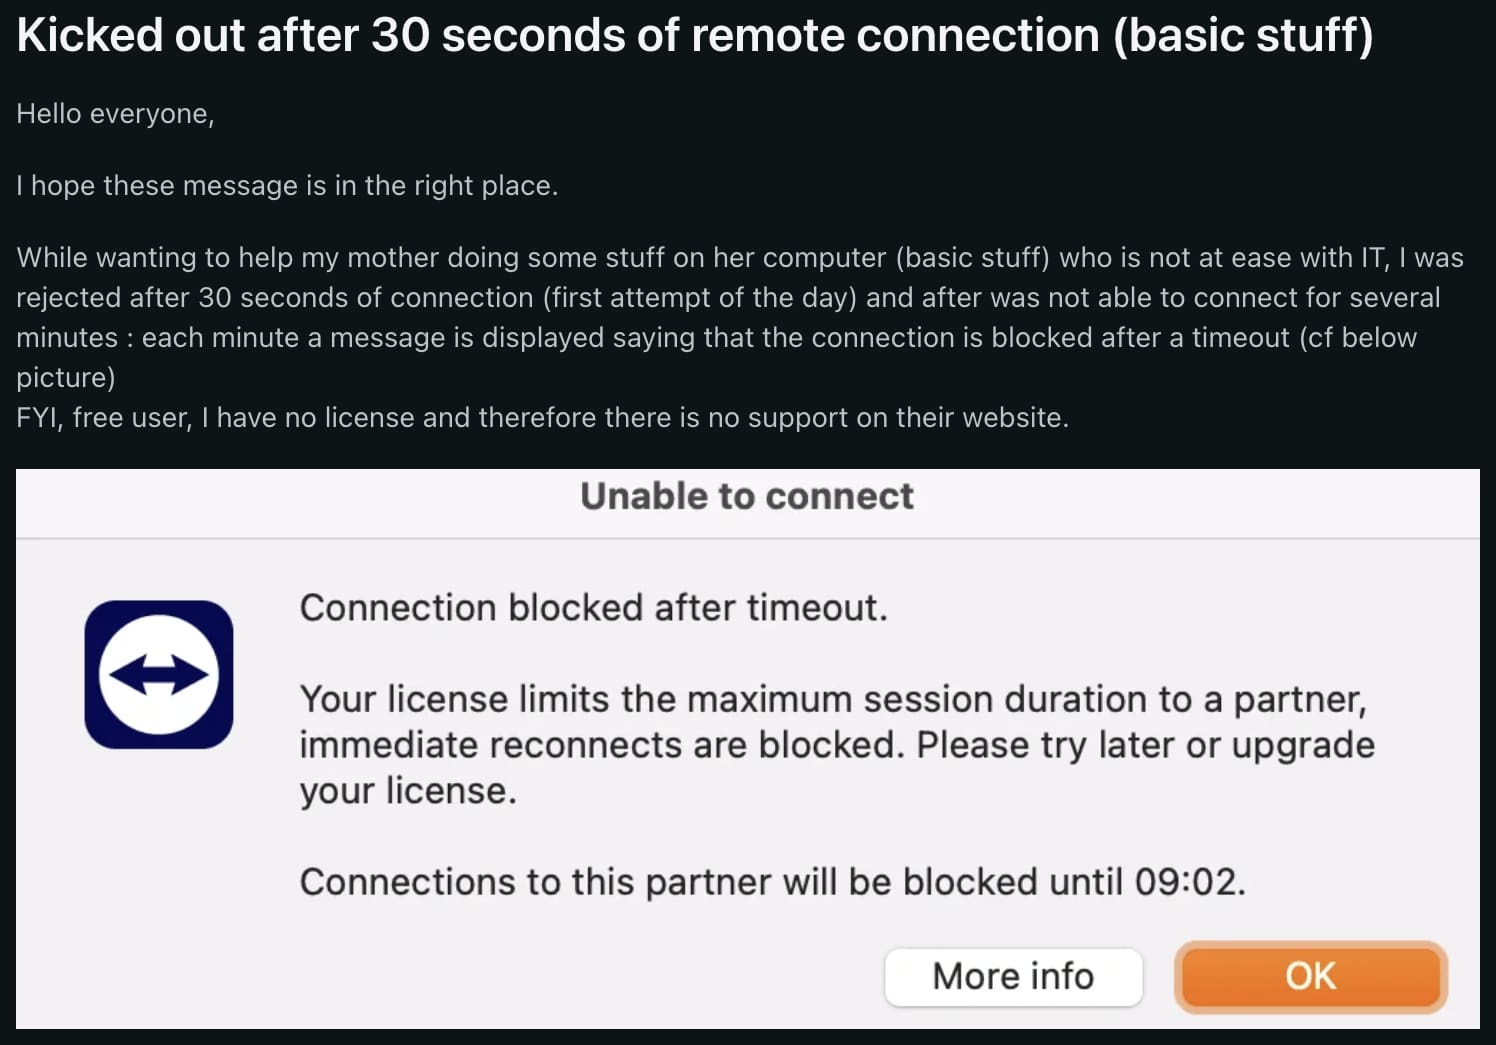 Kicked out after 30 seconds of remote connection (basic stuff)
Hello everyone,
I hope these message is in the right place.
While wanting to help my mother doing some stuff on her computer (basic stuff) who is not at ease with IT, I was
rejected after 30 seconds of connection (first attempt of the day) and after was not able to connect for several
minutes : each minute a message is displayed saying that the connection is blocked after a timeout (cf below
picture)
FYI, free user, I have no license and therefore there is no support on their website.
Unable to connect
Connection blocked after timeout.
Your license limits the maximum session duration to a partner,
immediate reconnects are blocked. Please try later or upgrade
your license.
Connections to this partner will be blocked until 09:02.
More info
OK